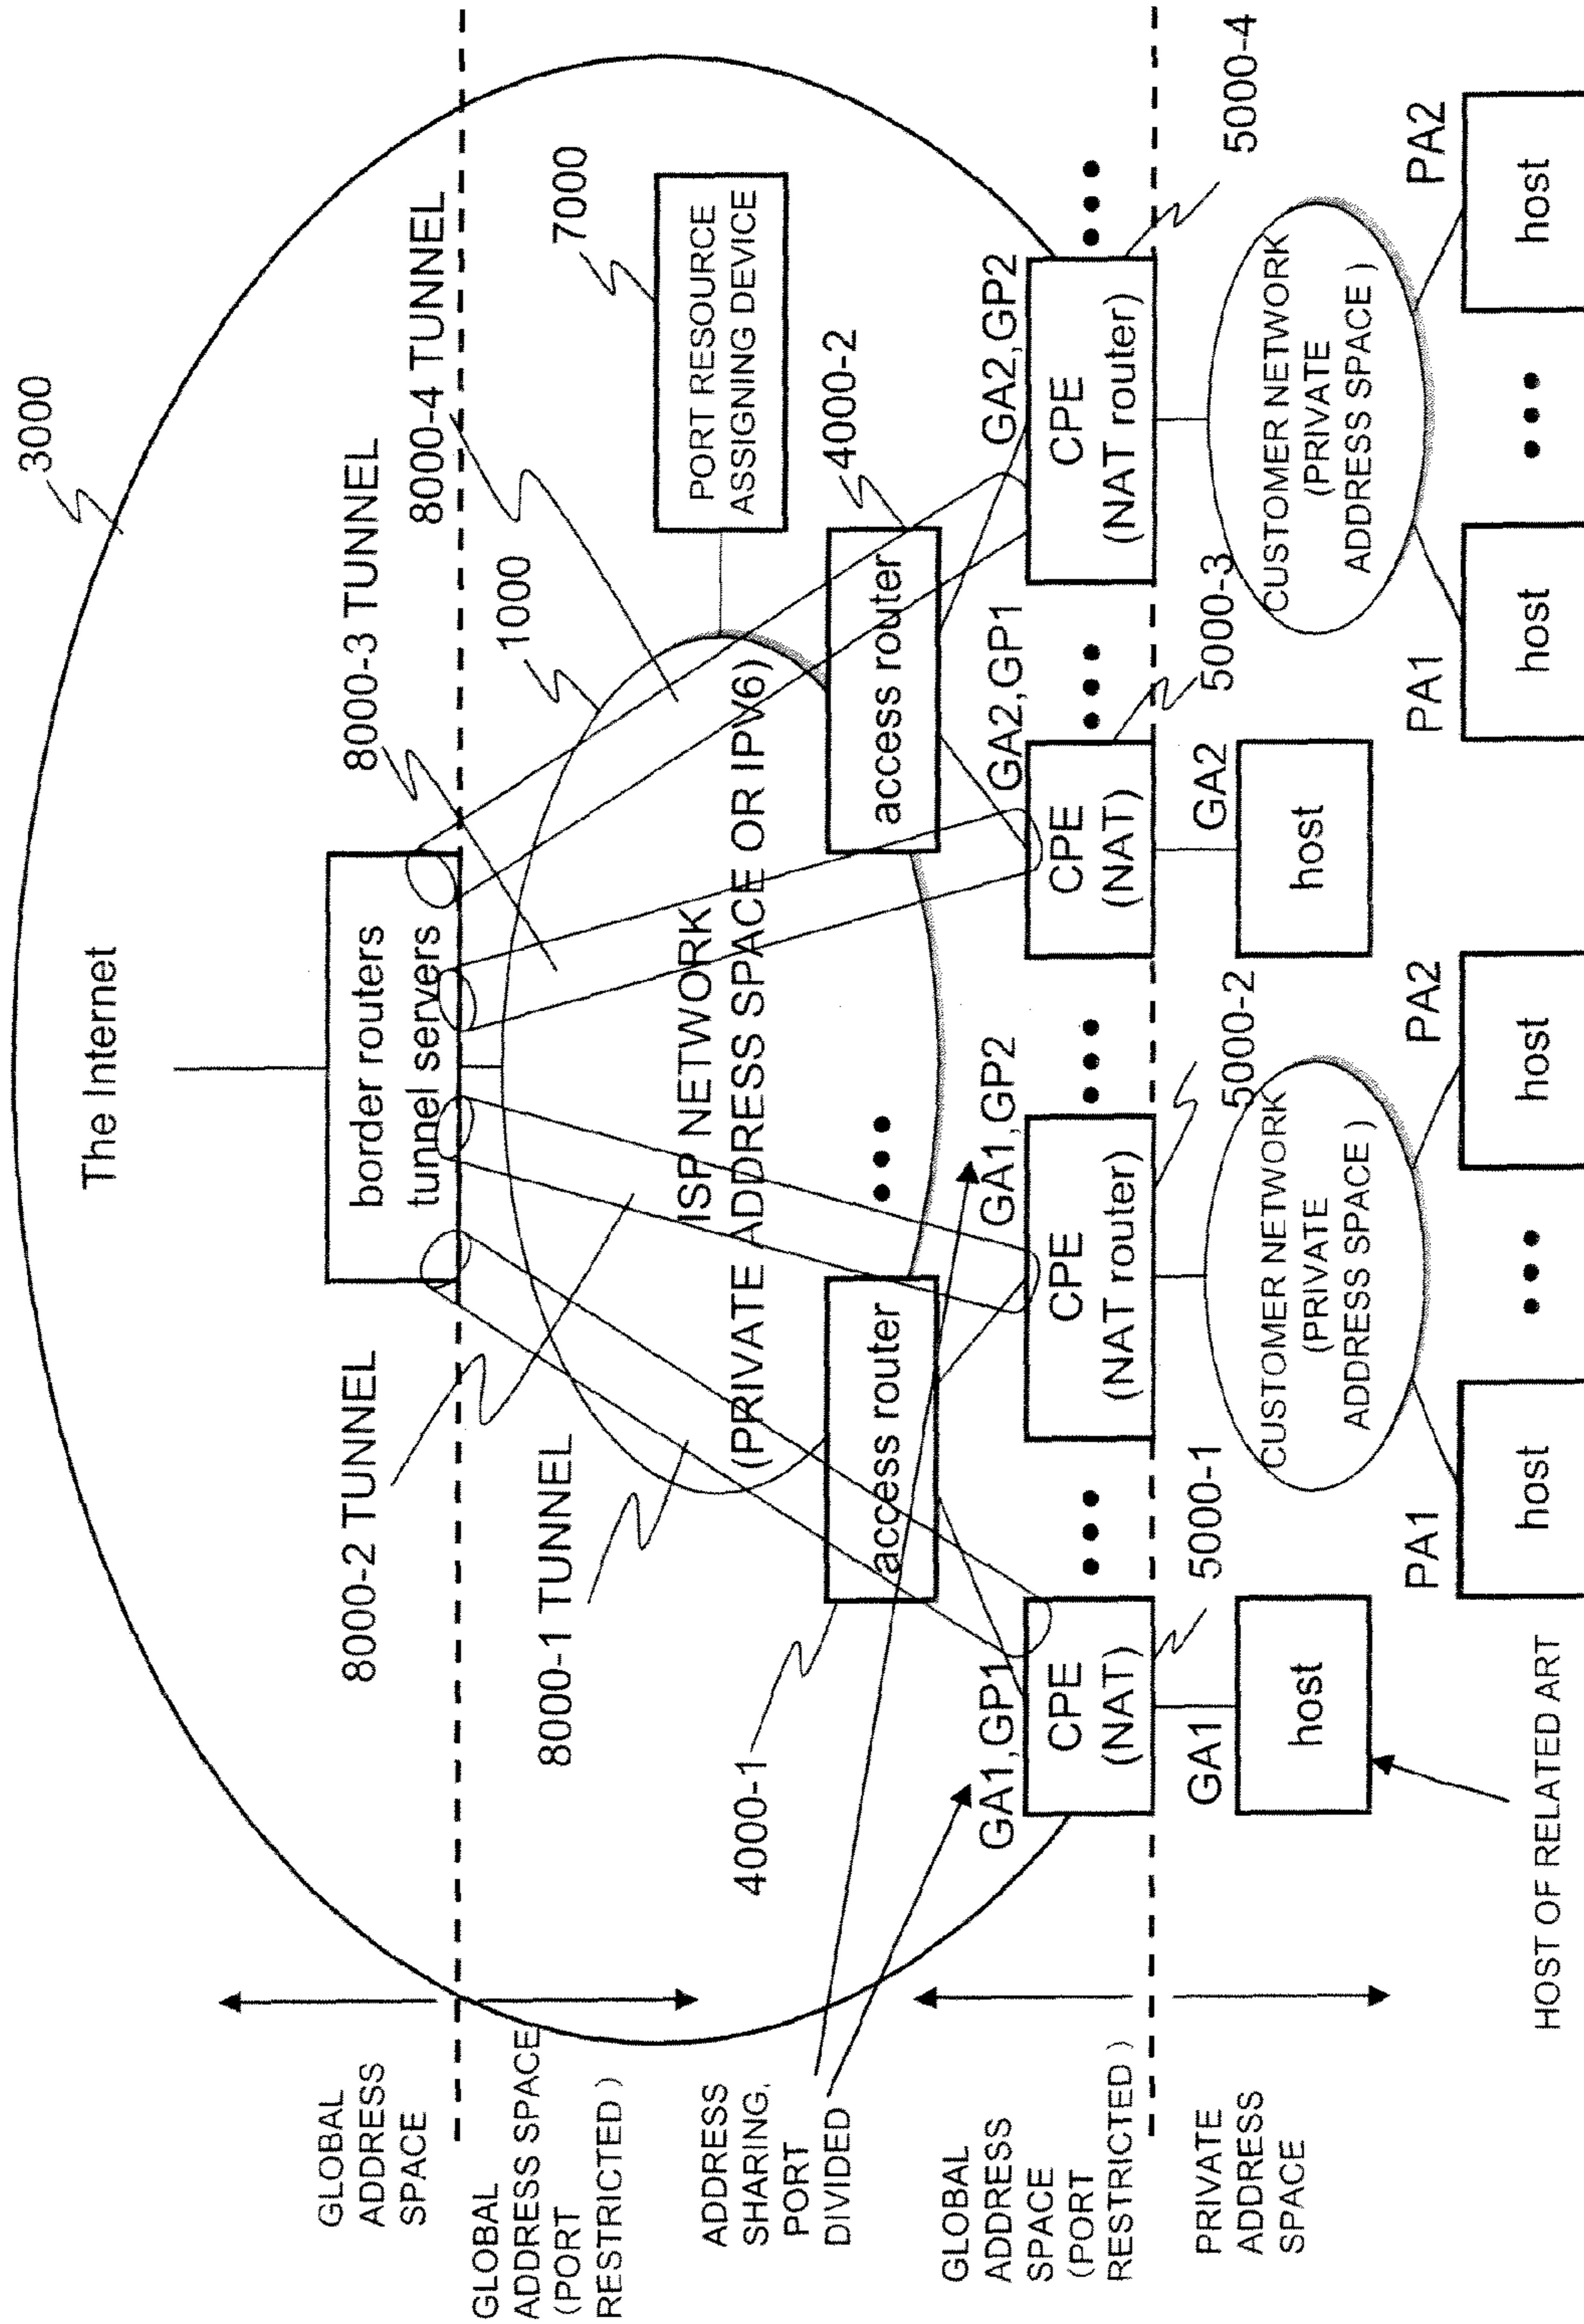 3000
The Internet
GLOBAL
ADDRESS
SPACE
border routers
tunnel servers
8000-2 TUNNEL
8000-3 TUNNEL
8000-4 TUNNEL
GLOBAL
ADDRESS SPACE
(PORT
RESTRICTED )
8000-1 TUNNEL
1000
7000
ISP NETWORK
(PRIVATE ADDRESS SPACE OR IPV6)
PORT RESOURCE
ASSIGNING DEVICE
ADDRESS
SHARING,
PORT
DIVIDED
4000-1
access router
•••
access router
4000-2
GLOBAL
ADDRESS
SPACE
(PORT
RESTRICTED )
GA1,GP1
CPE
(NAT)
•••
GA1,GP2
CPE
(NAT router)
•••
GA2,GP1
CPE
(NAT)
•••
GA2,GP2
CPE
(NAT router)
•••
PRIVATE
ADDRESS
SPACE
GA1
5000-1
5000-2
GA2
5000-3
5000-4
host
CUSTOMER NETWORK
(PRIVATE
ADDRESS SPACE )
host
CUSTOMER NETWORK
(PRIVATE
ADDRESS SPACE )
PA1
PA2
PA1
PA2
HOST OF RELATED ART
host
•••
host
host
•••
host